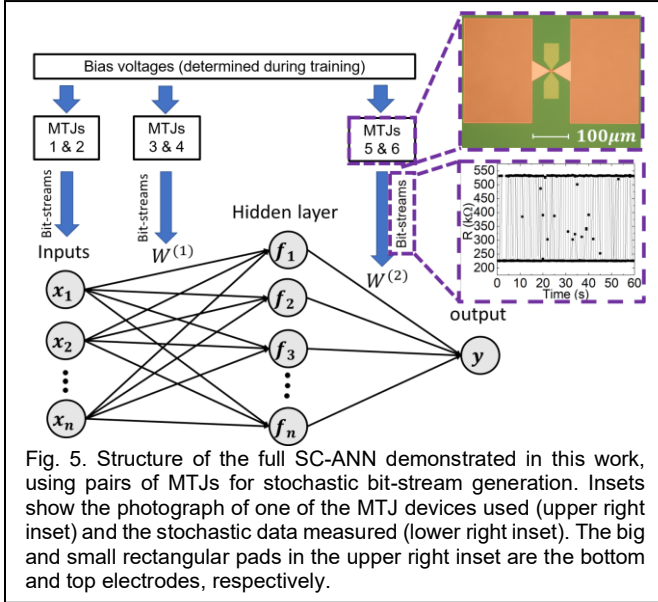 Bias voltages (determined during training)
MTJs
1 & 2
MTJs
3 & 4
MTJs
5 & 6
100μm
Bit-streams
Bit-streams
Bit-streams
Inputs
W⁽¹⁾
Hidden layer
W⁽²⁾
output
R (kΩ)
550
500
450
400
350
300
250
200
0 10 20 30 40 50 60
Time (s)
x₁
x₂
xₙ
f₁
f₂
f₃
fₙ
y
Fig. 5. Structure of the full SC-ANN demonstrated in this work,
using pairs of MTJs for stochastic bit-stream generation. Insets
show the photograph of one of the MTJ devices used (upper right
inset) and the stochastic data measured (lower right inset). The big
and small rectangular pads in the upper right inset are the bottom
and top electrodes, respectively.